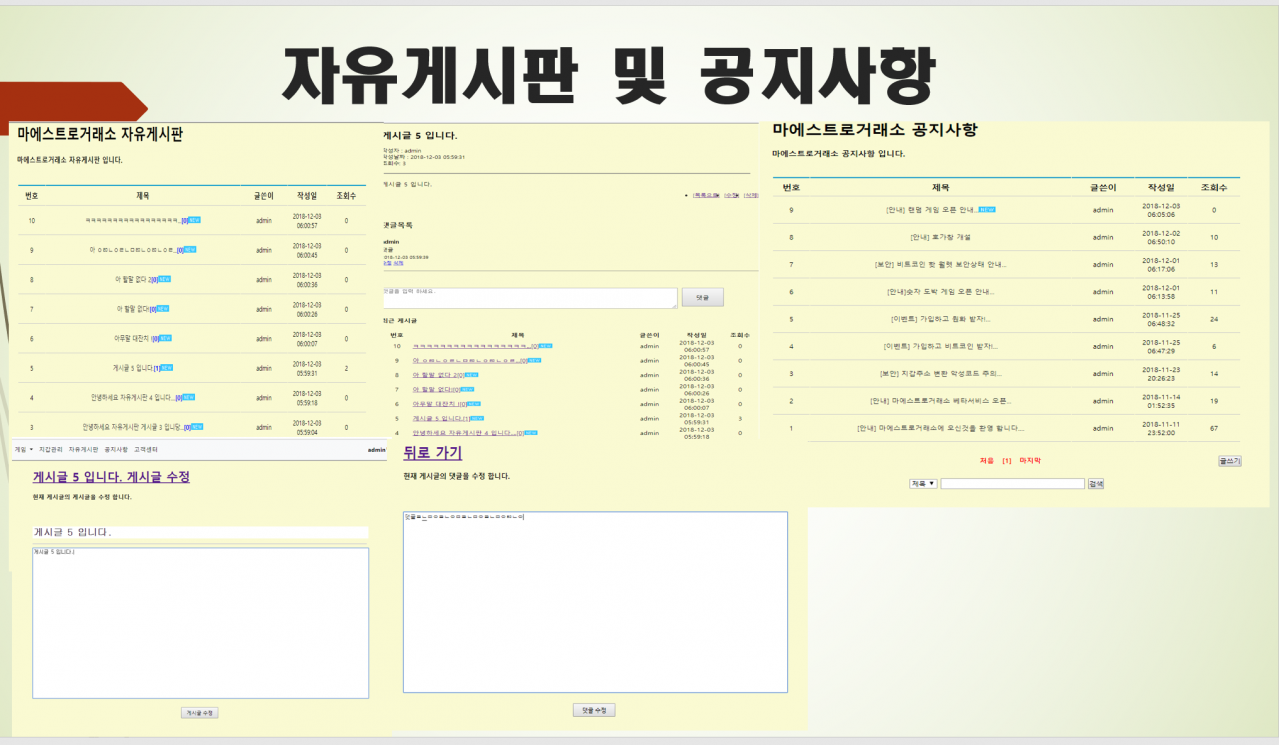 자유게시판 및 공지사항
마에스트로거래소 자유게시판
마에스트로거래소 자유게시판 입니다.
번호 제목 글쓴이 작성일 조회수
10 [0] NEW admin 2018-12-03 06:00:57 0
9 [0] NEW admin 2018-12-03 06:00:45 0
8 아 할말 없다 2[0] NEW admin 2018-12-03 06:00:36 0
7 아 할말 없다[0] NEW admin 2018-12-03 06:00:26 0
6 아무말 대잔치 ![0] NEW admin 2018-12-03 06:00:07 0
5 게시글 5 입니다.[1] NEW admin 2018-12-03 05:59:31 2
4 안녕하세요 자유게시판 4 입니다...[0] NEW admin 2018-12-03 05:59:18 0
3 안녕하세요 자유게시판 게시글 3 입니당..[0] NEW admin 2018-12-03 05:59:04 0
게임 ▼ 지갑관리 자유게시판 공지사항 고객센터 admin
게시글 5 입니다. 게시글 수정
현재 게시글의 게시글을 수정 합니다.
게시글 5 입니다.
게시글 5 입니다.
게시글 수정
게시글 5 입니다.
작성자 : admin
작성날짜 : 2018-12-03 05:59:31
조회수: 3
게시글 5 입니다.
[수정] [삭제]
댓글목록
admin
댓글
2018-12-03 05:59:39
수정 삭제
댓글을 입력 하세요..
댓글
최근 게시글
번호 제목 글쓴이 작성일 조회수
10 [0] NEW admin 2018-12-03 06:00:57 0
9 [0] NEW admin 2018-12-03 06:00:45 0
8 아 할말 없다 2[0] NEW admin 2018-12-03 06:00:36 0
7 아 할말 없다[0] NEW admin 2018-12-03 06:00:26 0
6 아무말 대잔치 ![0] NEW admin 2018-12-03 06:00:07 0
5 게시글 5 입니다.[1] NEW admin 2018-12-03 05:59:31 3
4 안녕하세요 자유게시판 4 입니다...[0] NEW admin 2018-12-03 05:59:18 0
뒤로 가기
현재 게시글의 댓글을 수정 합니다.
댓글 수정
마에스트로거래소 공지사항
마에스트로거래소 공지사항 입니다.
번호 제목 글쓴이 작성일 조회수
9 [안내] 랜덤 게임 오픈 안내.. NEW admin 2018-12-03 06:05:06 0
8 [안내] 호가창 개설 admin 2018-12-02 06:50:10 10
7 [보안] 비트코인 핫 월렛 보안상태 안내... admin 2018-12-01 06:17:06 13
6 [안내]숫자 도박 게임 오픈 안내... admin 2018-12-01 06:13:58 11
5 [이벤트] 가입하고 원화 받자!... admin 2018-11-25 06:48:32 24
4 [이벤트] 가입하고 비트코인 받자!... admin 2018-11-25 06:47:29 6
3 [보안] 지갑주소 변환 악성코드 주의... admin 2018-11-23 20:26:23 14
2 [안내] 마에스트로거래소 베타서비스 오픈... admin 2018-11-14 01:52:35 19
1 [안내] 마에스트로거래소에 오신것을 환영 합니다.... admin 2018-11-11 23:52:00 67
처음 [1] 마지막
글쓰기
제목 ▼ 검색